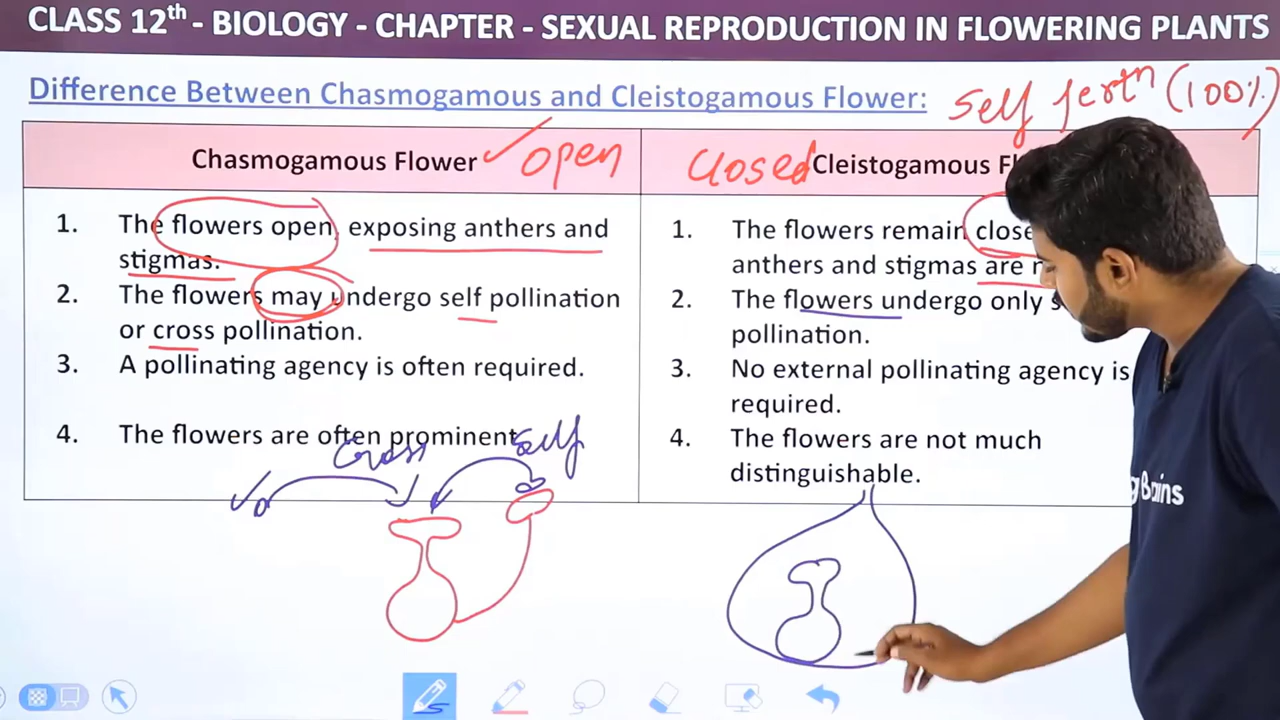 CLASS 12th - BIOLOGY - CHAPTER - SEXUAL REPRODUCTION IN FLOWERING PLANTS
Difference Between Chasmogamous and Cleistogamous Flower:
self fertn (100%)
Chasmogamous Flower
open
closed
Cleistogamous
1. The flowers open, exposing anthers and
stigmas.
2. The flowers may undergo self pollination
or cross pollination.
3. A pollinating agency is often required.
4. The flowers are often prominent
cross
self
1. The flowers remain
anthers and stigmas are
2. The flowers undergo only
pollination.
3. No external pollinating agency is
required.
4. The flowers are not much
distinguishable.